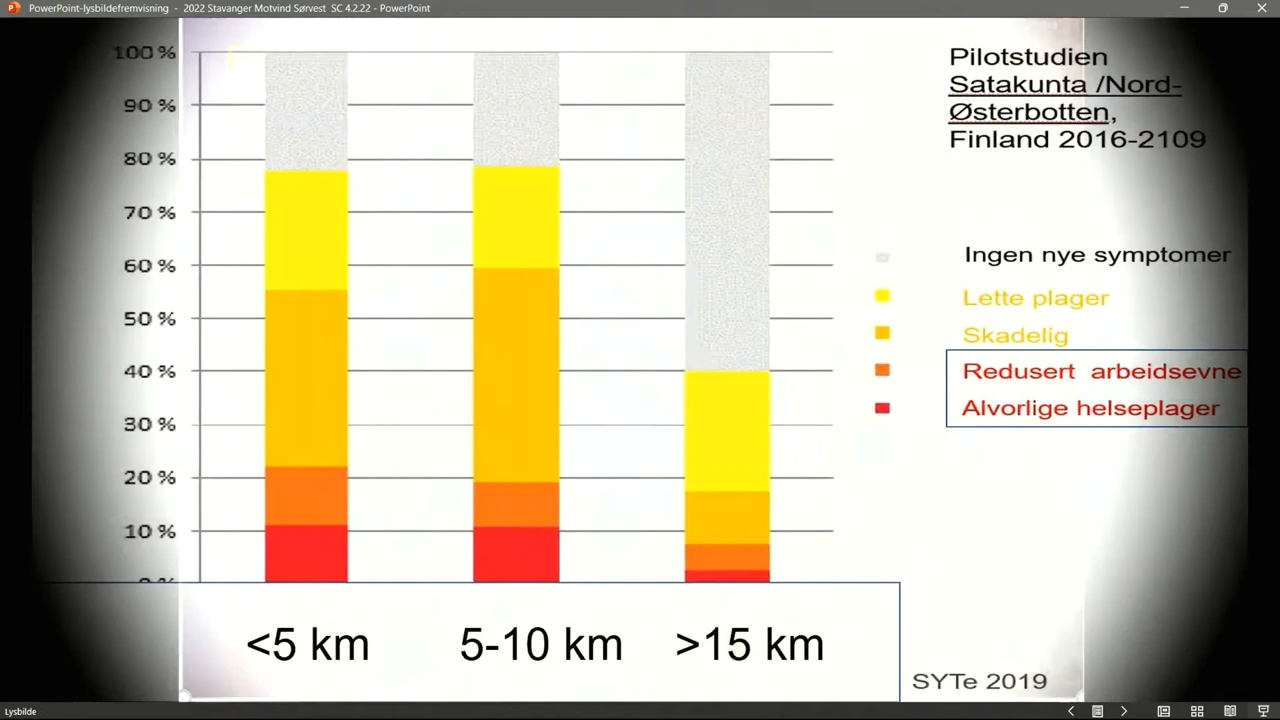 PowerPoint-lysbildefremvisning - 2022 Stavanger Motvind Sørvest SC 4.2.22 - PowerPoint
100 %
90 %
80 %
70 %
60 %
50 %
40 %
30 %
20 %
10 %
0 %
<5 km
5-10 km
>15 km
Pilotstudien
Satakunta /Nord-
Østerbotten,
Finland 2016-2109
Ingen nye symptomer
Lette plager
Skadelig
Redusert arbeidsevne
Alvorlige helseplager
SYTe 2019
Lysbilde